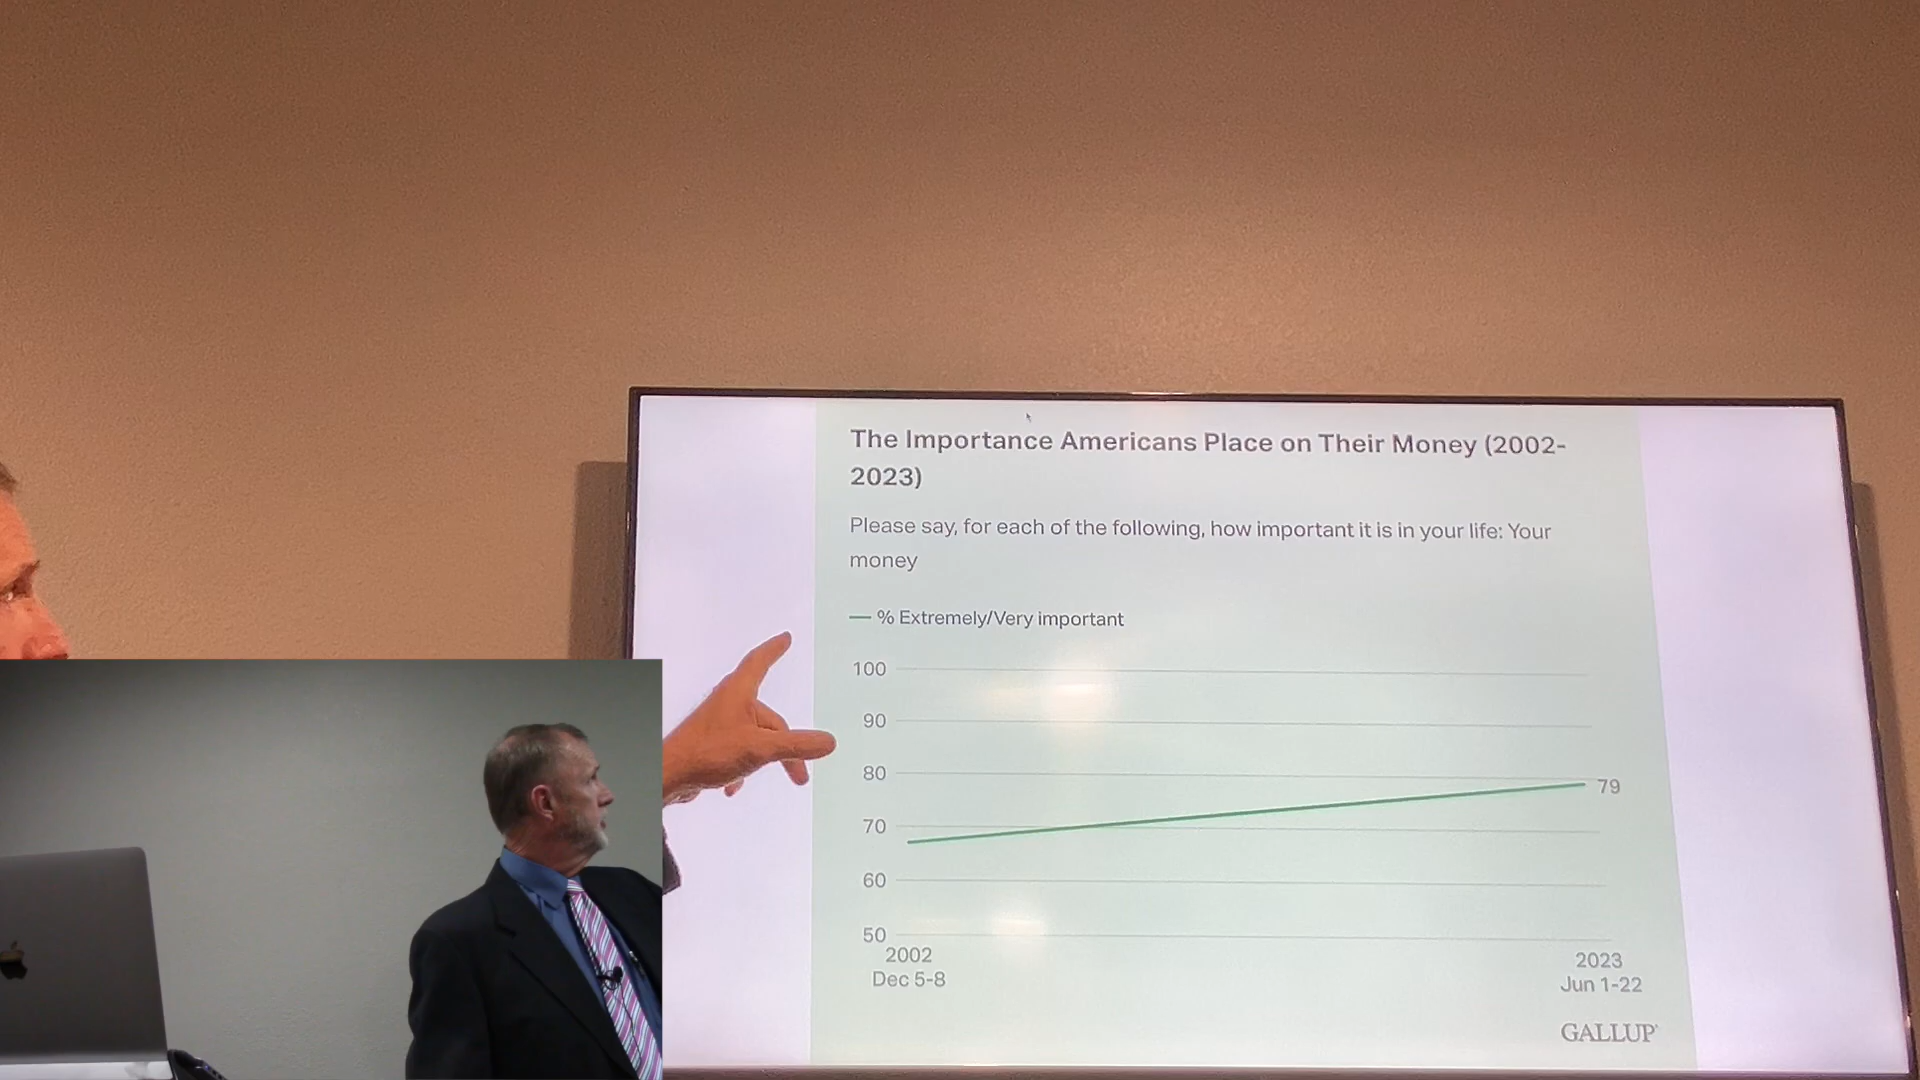 The Importance Americans Place on Their Money (2002-
2023)
Please say, for each of the following, how important it is in your life: Your
money
% Extremely/Very important
100
90
80
79
70
60
50
2002
Dec 5-8
2023
Jun 1-22
GALLUP